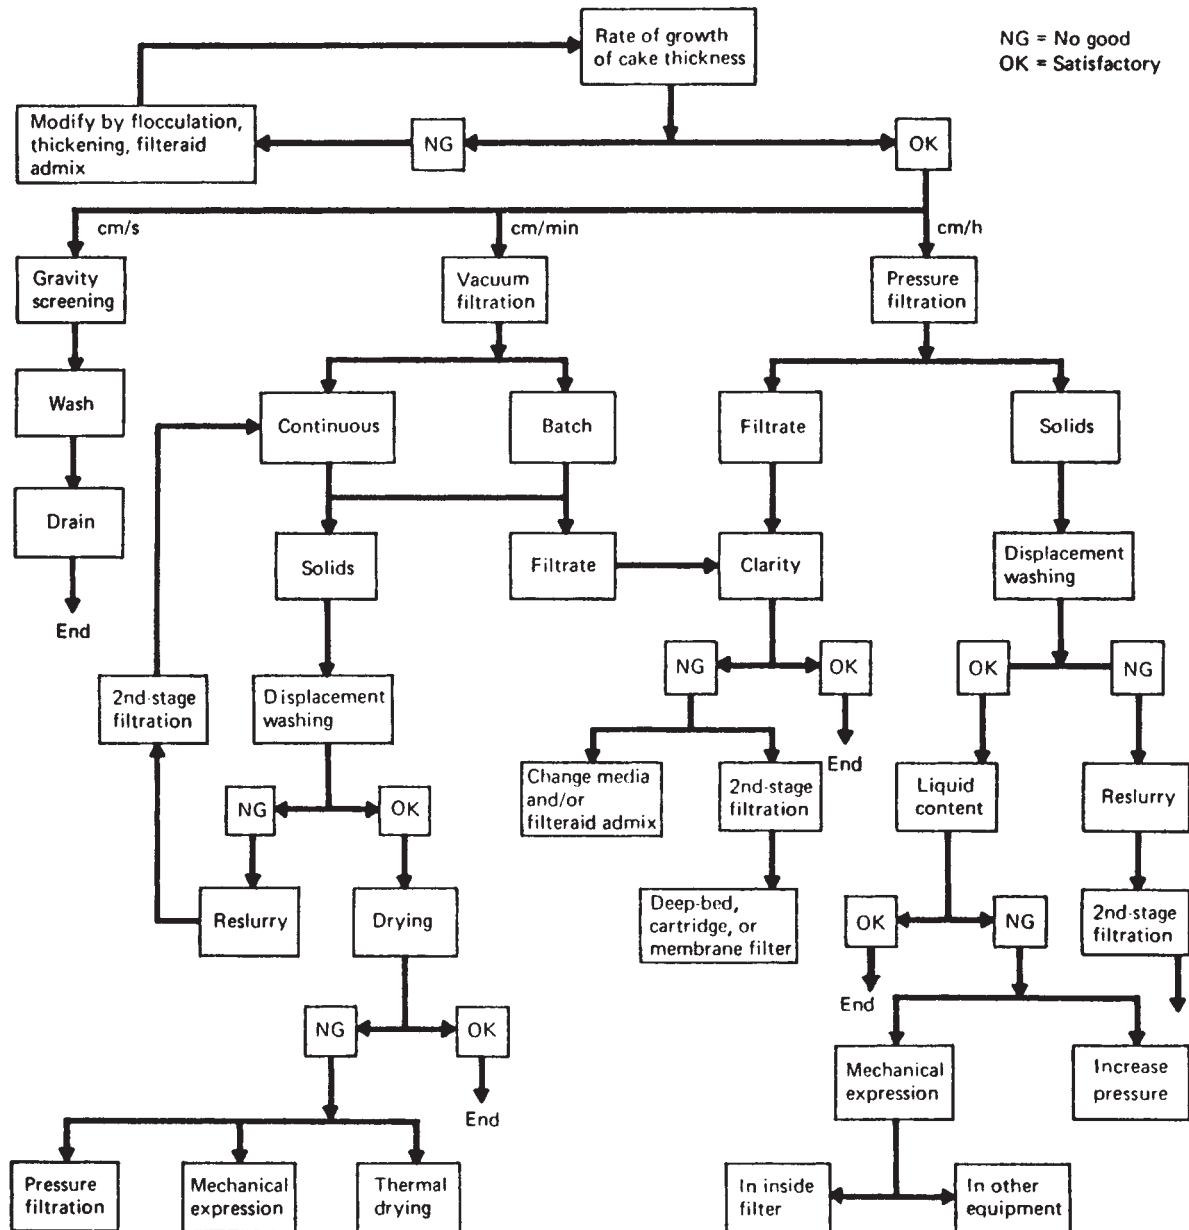 Rate of growth
of cake thickness
NG = No good
OK = Satisfactory
Modify by flocculation,
thickening, filteraid
admix
NG
OK
cm/s
cm/min
cm/h
Gravity
screening
Vacuum
filtration
Pressure
filtration
Wash
Continuous
Batch
Filtrate
Solids
Drain
Solids
Filtrate
Clarity
Displacement
washing
End
NG
OK
OK
NG
2nd-stage
filtration
Displacement
washing
End
Change media
and/or
filteraid admix
2nd-stage
filtration
Liquid
content
Reslurry
NG
OK
Reslurry
Drying
Deep-bed,
cartridge, or
membrane filter
OK
NG
2nd-stage
filtration
End
NG
OK
Mechanical
expression
Increase
pressure
End
Pressure
filtration
Mechanical
expression
Thermal
drying
In inside
filter
In other
equipment